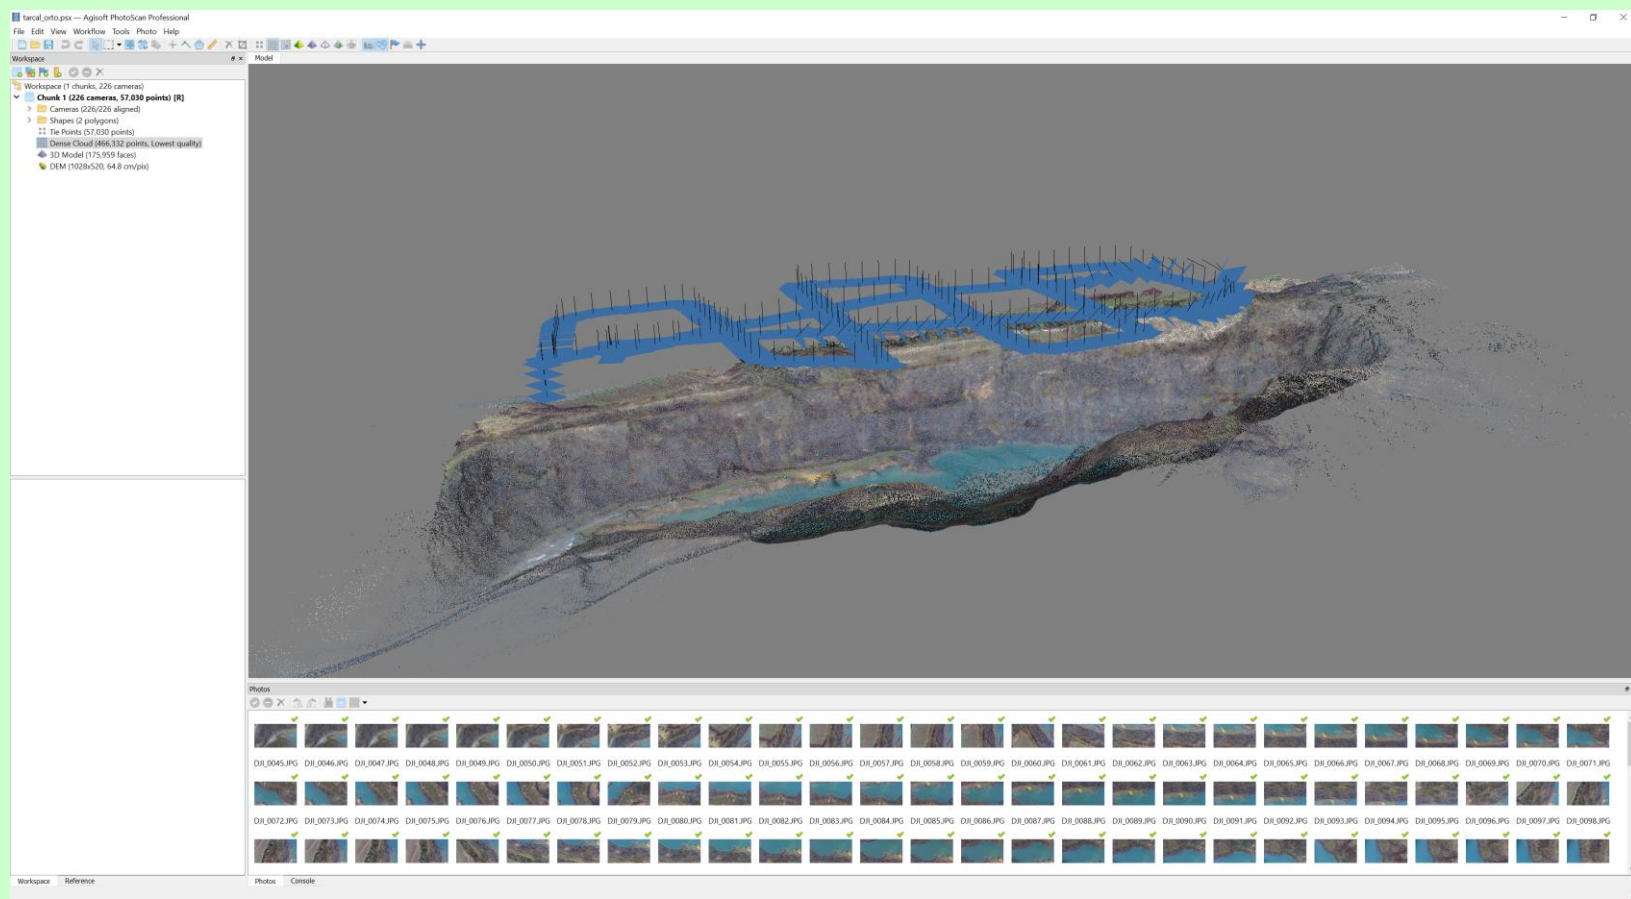 tarcal_orto.psx — Agisoft PhotoScan Professional
File Edit View Workflow Tools Photo Help
Workspace
Model
Workspace (1 chunks, 226 cameras)
Chunk 1 (226 cameras, 57,030 points) [R]
Cameras (226/226 aligned)
Shapes (2 polygons)
Tie Points (57,030 points)
Dense Cloud (466,332 points, Lowest quality)
3D Model (175,959 faces)
DEM (1028x520, 64.8 cm/pix)
Photos
DJI_0045.JPG DJI_0046.JPG DJI_0047.JPG DJI_0048.JPG DJI_0049.JPG DJI_0050.JPG DJI_0051.JPG DJI_0052.JPG DJI_0053.JPG DJI_0054.JPG DJI_0055.JPG DJI_0056.JPG DJI_0057.JPG DJI_0058.JPG DJI_0059.JPG DJI_0060.JPG DJI_0061.JPG DJI_0062.JPG DJI_0063.JPG DJI_0064.JPG DJI_0065.JPG DJI_0066.JPG DJI_0067.JPG DJI_0068.JPG DJI_0069.JPG DJI_0070.JPG DJI_0071.JPG
DJI_0072.JPG DJI_0073.JPG DJI_0074.JPG DJI_0075.JPG DJI_0076.JPG DJI_0077.JPG DJI_0078.JPG DJI_0079.JPG DJI_0080.JPG DJI_0081.JPG DJI_0082.JPG DJI_0083.JPG DJI_0084.JPG DJI_0085.JPG DJI_0086.JPG DJI_0087.JPG DJI_0088.JPG DJI_0089.JPG DJI_0090.JPG DJI_0091.JPG DJI_0092.JPG DJI_0093.JPG DJI_0094.JPG DJI_0095.JPG DJI_0096.JPG DJI_0097.JPG DJI_0098.JPG
Workspace Reference
Photos Console